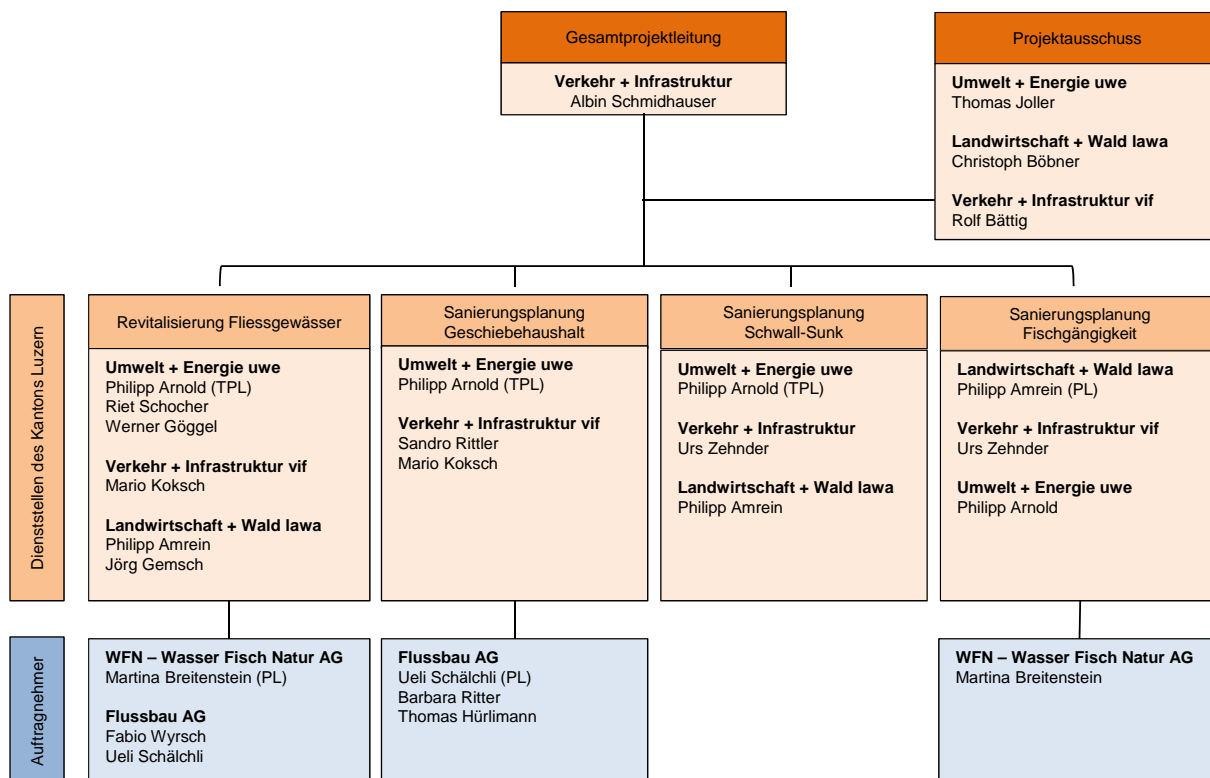 Gesamtprojektleitung
Verkehr + Infrastruktur
Albin Schmidhauser
Projektausschuss
Umwelt + Energie uwe
Thomas Joller
Landwirtschaft + Wald lawa
Christoph Böbner
Verkehr + Infrastruktur vif
Rolf Bättig
Dienststellen des Kantons Luzern
Revitalisierung Fliessgewässer
Umwelt + Energie uwe
Philipp Arnold (TPL)
Riet Schocher
Werner Göggel
Verkehr + Infrastruktur vif
Mario Koksch
Landwirtschaft + Wald lawa
Philipp Amrein
Jörg Gemsch
Sanierungsplanung
Geschiebehaushalt
Umwelt + Energie uwe
Philipp Arnold (TPL)
Verkehr + Infrastruktur vif
Sandro Rittler
Mario Koksch
Sanierungsplanung
Schwall-Sunk
Umwelt + Energie uwe
Philipp Arnold (TPL)
Verkehr + Infrastruktur
Urs Zehnder
Landwirtschaft + Wald lawa
Philipp Amrein
Sanierungsplanung
Fischgängigkeit
Landwirtschaft + Wald lawa
Philipp Amrein (PL)
Verkehr + Infrastruktur vif
Urs Zehnder
Umwelt + Energie uwe
Philipp Arnold
Auftragnehmer
WFN – Wasser Fisch Natur AG
Martina Breitenstein (PL)
Flussbau AG
Fabio Wyrsch
Ueli Schälchli
Flussbau AG
Ueli Schälchli (PL)
Barbara Ritter
Thomas Hürlimann
WFN – Wasser Fisch Natur AG
Martina Breitenstein